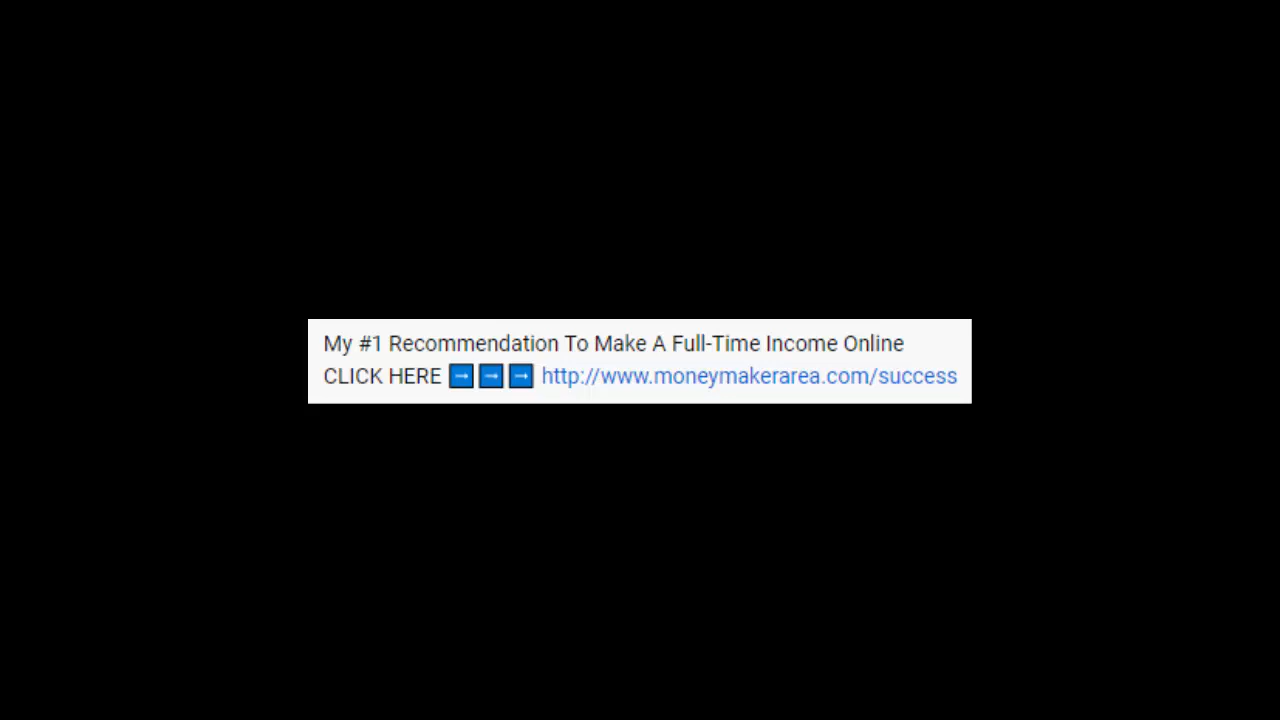 My #1 Recommendation To Make A Full-Time Income Online
CLICK HERE ➡️ ➡️ ➡️ http://www.moneymakerarea.com/success